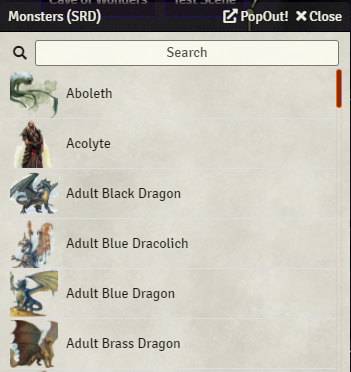 Cave of Wonders Test Scene
Monsters (SRD) PopOut! Close
Search
Aboleth
Acolyte
Adult Black Dragon
Adult Blue Dracolich
Adult Blue Dragon
Adult Brass Dragon